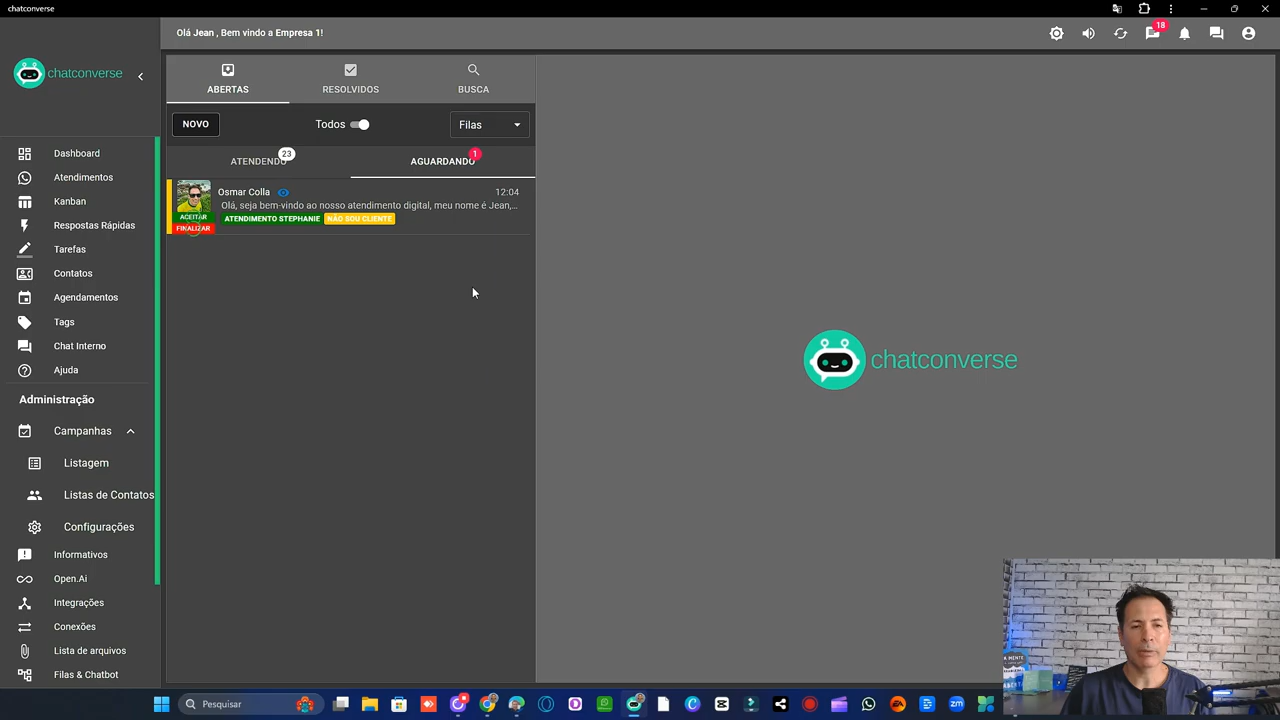 chatconverse
Olá Jean , Bem vindo a Empresa 1!
18
chatconverse
ABERTAS
RESOLVIDOS
BUSCA
NOVO
Todos
Filas
ATENDENDO
23
AGUARDANDO
1
Osmar Colla
12:04
Olá, seja bem-vindo ao nosso atendimento digital, meu nome é Jean,...
ACEITAR
ATENDIMENTO STEPHANIE
NÃO SOU CLIENTE
FINALIZAR
Dashboard
Atendimentos
Kanban
Respostas Rápidas
Tarefas
Contatos
Agendamentos
Tags
Chat Interno
Ajuda
Administração
Campanhas
Listagem
Listas de Contatos
Configurações
Informativos
Open.Ai
Integrações
Conexões
Lista de arquivos
Filas & Chatbot
chatconverse
Pesquisar
zm